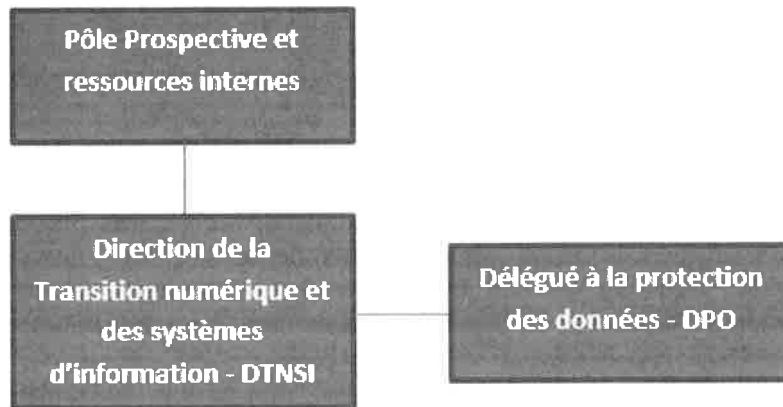 Pôle Prospective et
ressources internes
Direction de la
Transition numérique et
des systèmes
d'information - DTNSI
Délégué à la protection
des données - DPO